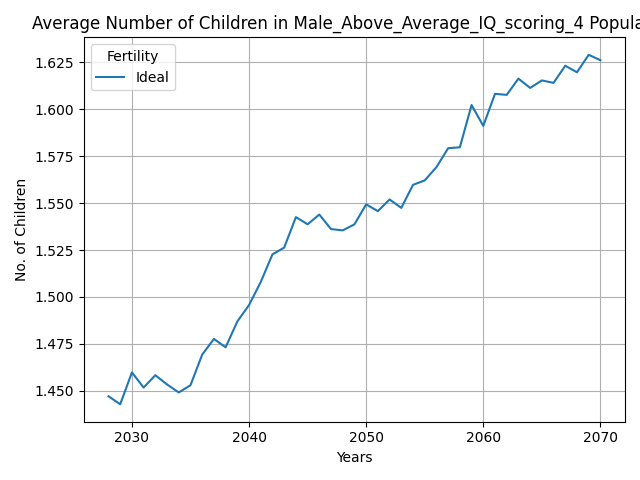 Average Number of Children in Male_Above_Average_IQ_scoring_4 Popula
Fertility
Ideal
1.625
1.600
1.575
1.550
1.525
1.500
1.475
1.450
No. of Children
2030
2040
2050
2060
2070
Years